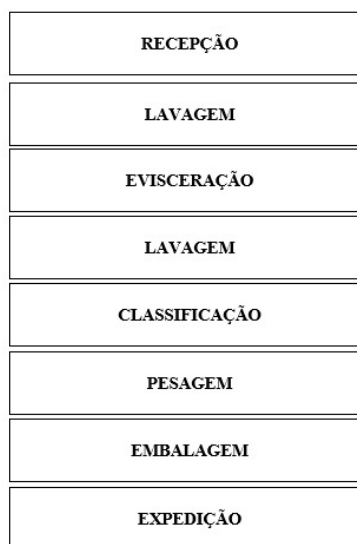 RECEPÇÃO
LAVAGEM
EVISCERAÇÃO
LAVAGEM
CLASSIFICAÇÃO
PESAGEM
EMBALAGEM
EXPEDIÇÃO